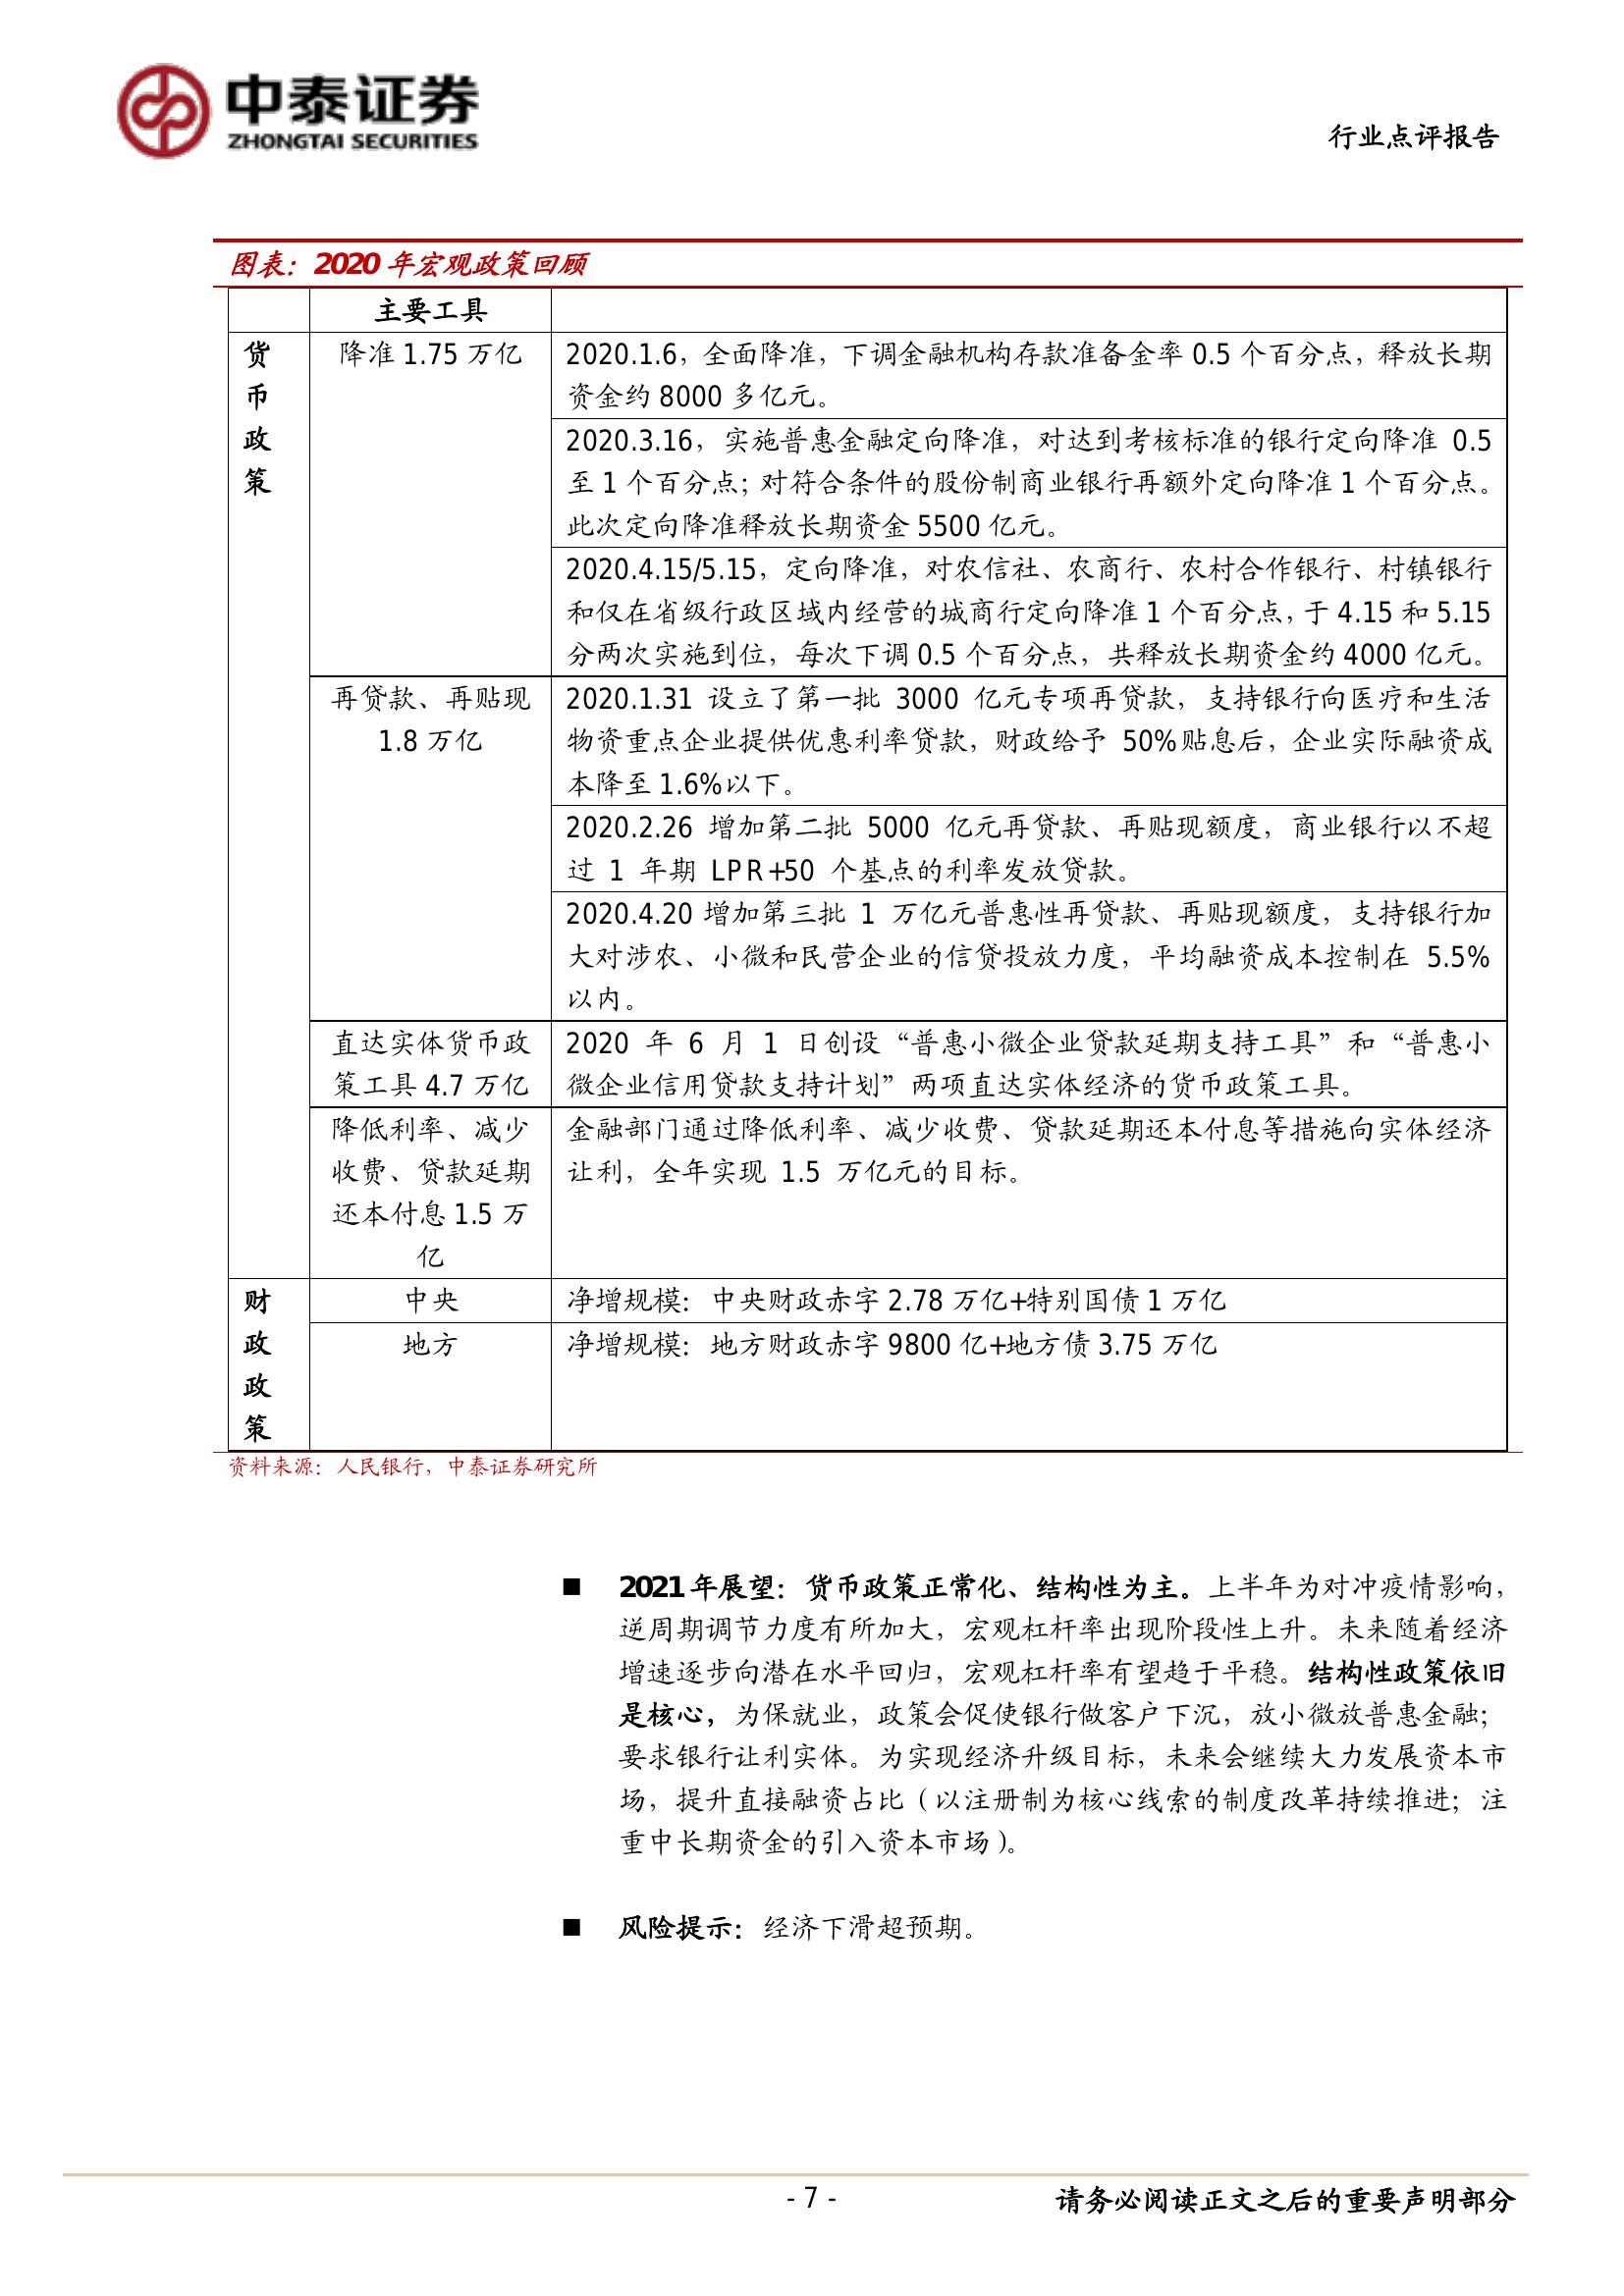 中泰证券
ZHONGTAI SECURITIES
行业点评报告
图表：2020 年宏观政策回顾
主要工具
货
币
政
策
降准 1.75 万亿
2020.1.6，全面降准，下调金融机构存款准备金率 0.5 个百分点，释放长期
资金约 8000 多亿元。
2020.3.16，实施普惠金融定向降准，对达到考核标准的银行定向降准 0.5
至 1 个百分点；对符合条件的股份制商业银行再额外定向降准 1 个百分点。
此次定向降准释放长期资金 5500 亿元。
2020.4.15/5.15，定向降准，对农信社、农商行、农村合作银行、村镇银行
和仅在省级行政区域内经营的城商行定向降准 1 个百分点，于 4.15 和 5.15
分两次实施到位，每次下调 0.5 个百分点，共释放长期资金约 4000 亿元。
再贷款、再贴现
1.8 万亿
2020.1.31 设立了第一批 3000 亿元专项再贷款，支持银行向医疗和生活
物资重点企业提供优惠利率贷款，财政给予 50%贴息后，企业实际融资成
本降至 1.6%以下。
2020.2.26 增加第二批 5000 亿元再贷款、再贴现额度，商业银行以不超
过 1 年期 LPR+50 个基点的利率发放贷款。
2020.4.20 增加第三批 1 万亿元普惠性再贷款、再贴现额度，支持银行加
大对涉农、小微和民营企业的信贷投放力度，平均融资成本控制在 5.5%
以内。
直达实体货币政
策工具 4.7 万亿
2020 年 6 月 1 日创设“普惠小微企业贷款延期支持工具”和“普惠小
微企业信用贷款支持计划”两项直达实体经济的货币政策工具。
降低利率、减少
收费、贷款延期
还本付息 1.5 万
亿
金融部门通过降低利率、减少收费、贷款延期还本付息等措施向实体经济
让利，全年实现 1.5 万亿元的目标。
财
政
政
策
中央
净增规模：中央财政赤字 2.78 万亿+特别国债 1 万亿
地方
净增规模：地方财政赤字 9800 亿+地方债 3.75 万亿
资料来源：人民银行，中泰证券研究所
■ 2021 年展望：货币政策正常化、结构性为主。上半年为对冲疫情影响，
逆周期调节力度有所加大，宏观杠杆率出现阶段性上升。未来随着经济
增速逐步向潜在水平回归，宏观杠杆率有望趋于平稳。结构性政策依旧
是核心，为保就业，政策会促使银行做客户下沉，放小微放普惠金融；
要求银行让利实体。为实现经济升级目标，未来会继续大力发展资本市
场，提升直接融资占比（以注册制为核心线索的制度改革持续推进；注
重中长期资金的引入资本市场）。
■ 风险提示：经济下滑超预期。
- 7 -
请务必阅读正文之后的重要声明部分